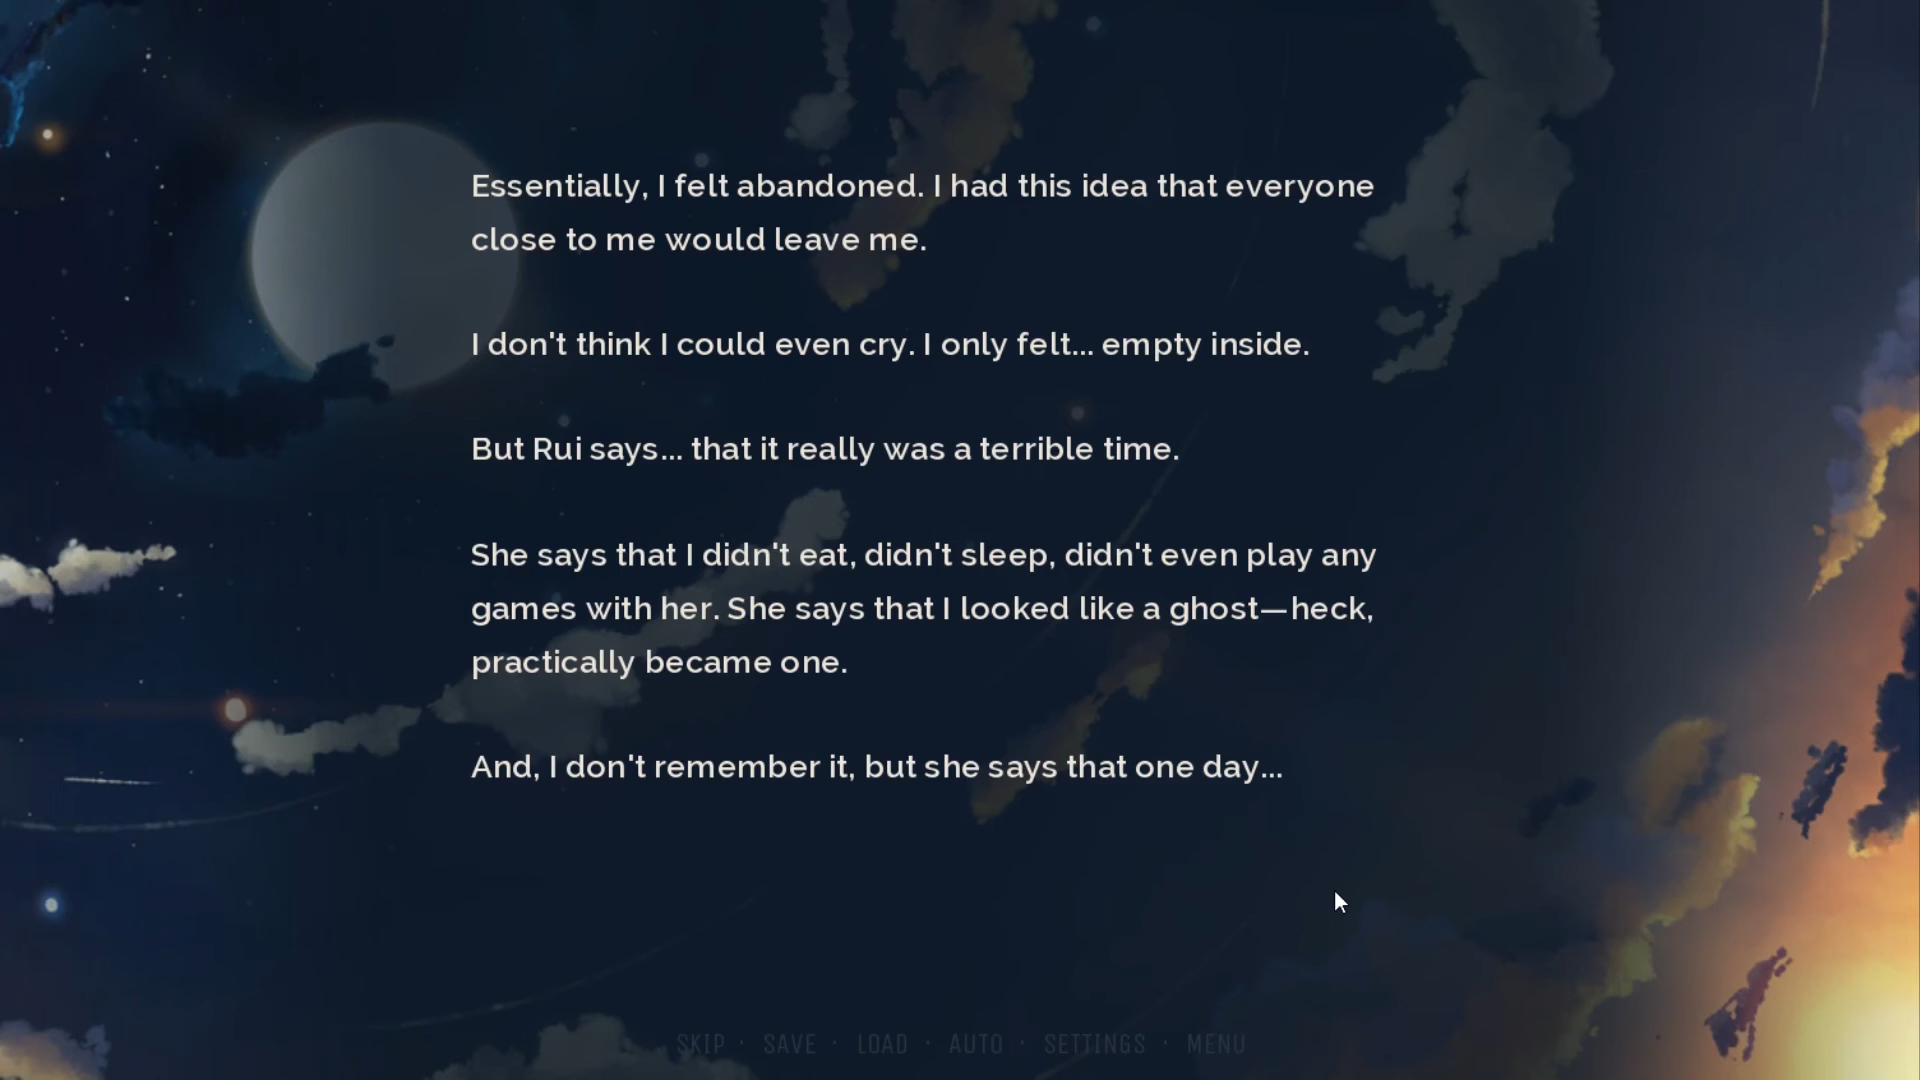 Essentially, I felt abandoned. I had this idea that everyone
close to me would leave me.
I don't think I could even cry. I only felt... empty inside.
But Rui says... that it really was a terrible time.
She says that I didn't eat, didn't sleep, didn't even play any
games with her. She says that I looked like a ghost—heck,
practically became one.
And, I don't remember it, but she says that one day...
SKIP · SAVE · LOAD · AUTO · SETTINGS · MENU